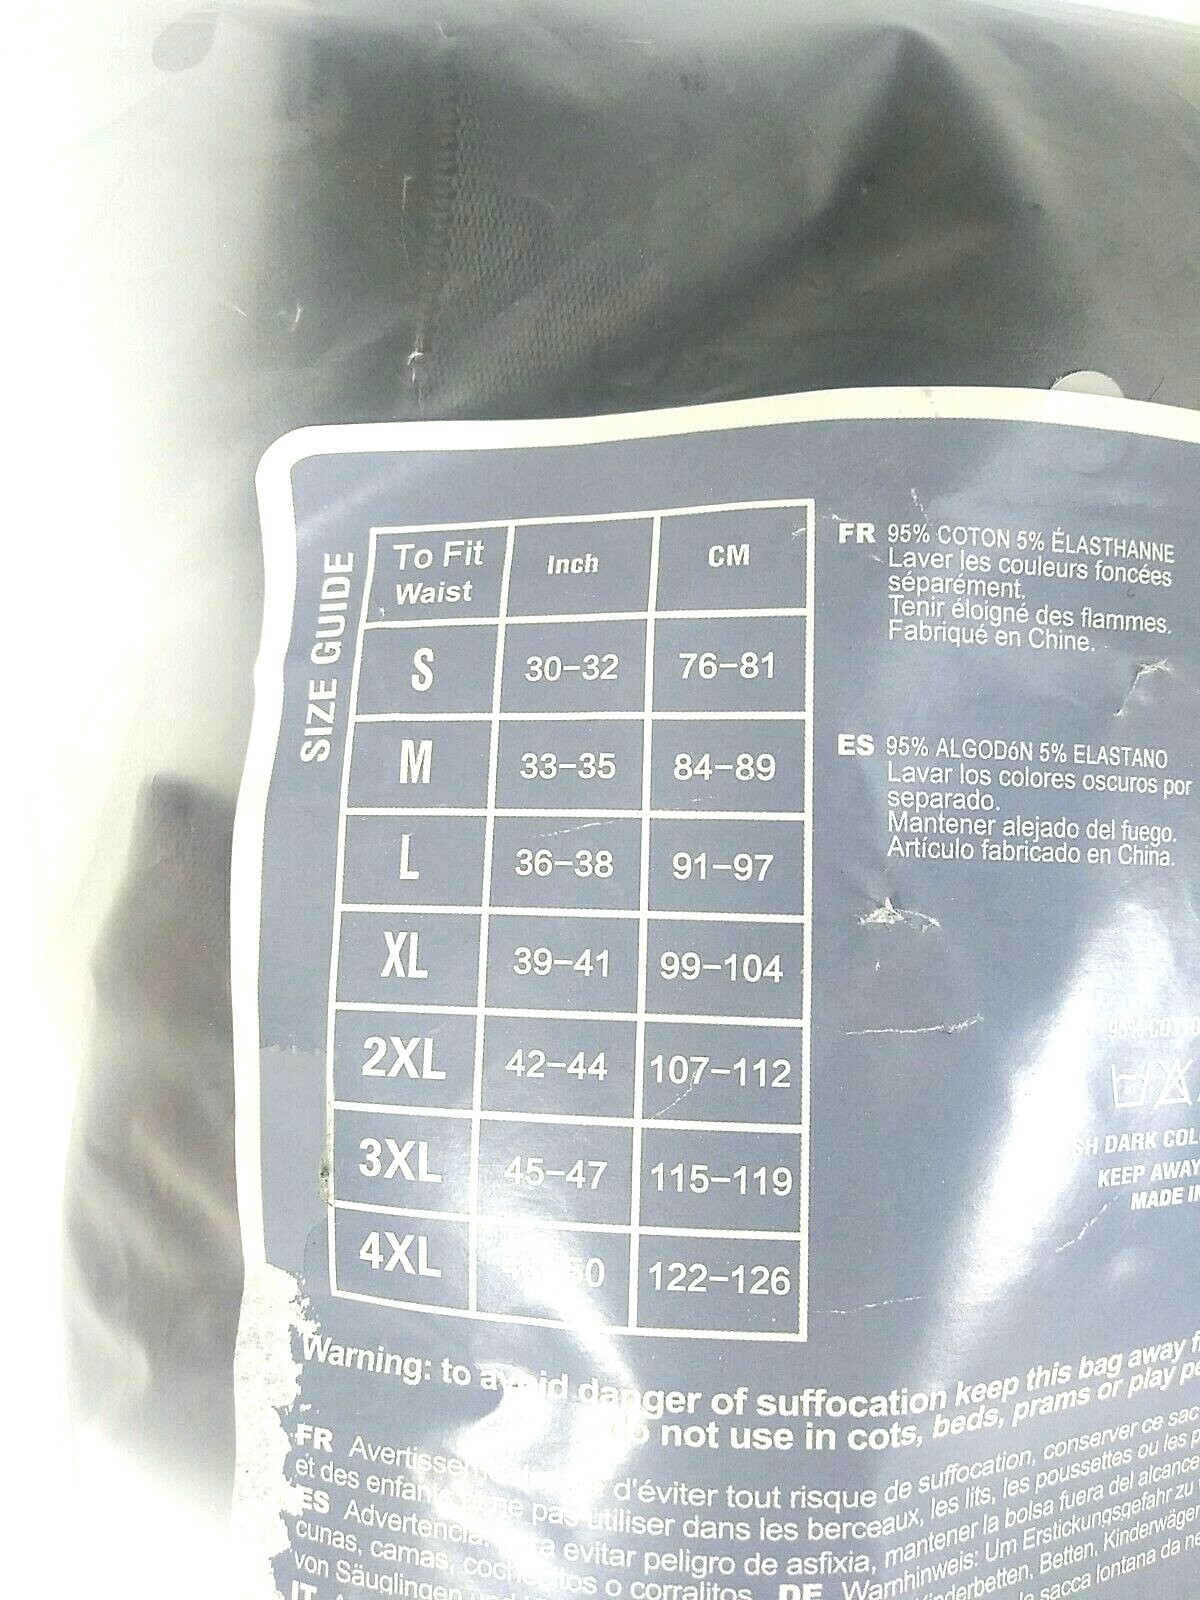 SIZE GUIDE
To Fit Waist Inch CM
S 30-32 76-81
M 33-35 84-89
L 36-38 91-97
XL 39-41 99-104
2XL 42-44 107-112
3XL 45-47 115-119
4XL 50 122-126
FR 95% COTON 5% ÉLASTHANNE
Laver les couleurs foncées
séparément.
Tenir éloigné des flammes.
Fabriqué en Chine.
ES 95% ALGODóN 5% ELASTANO
Lavar los colores oscuros por
separado.
Mantener alejado del fuego.
Artículo fabricado en China.
95%
DARK
KEEP AWAY
MADE
Warning: to avoid danger of suffocation keep this bag away
do not use in cots, beds, prams or play
FR d'éviter tout risque de suffocation, conserver ce
et des utiliser dans les berceaux, les lits, les poussettes ou les
ES evitar peligro de asfixia, mantener la bolsa fuera del alcance
cunas, camas, o corralitos. DE Warnhinweis: Um Erstickungsgefahr zu
von Säuglingen Betten,
IT sacca lontana da